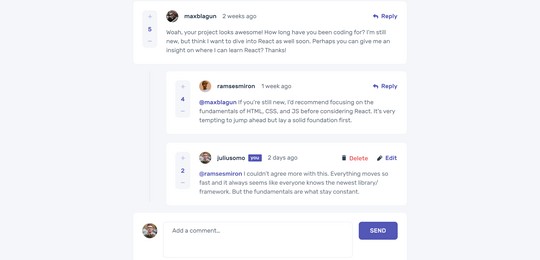 +
5
−
maxblagun 2 weeks ago Reply
Woah, your project looks awesome! How long have you been coding for? I'm still
new, but think I want to dive into React as well soon. Perhaps you can give me an
insight on where I can learn React? Thanks!
+
4
−
ramsesmiron 1 week ago Reply
@maxblagun If you're still new, I'd recommend focusing on the
fundamentals of HTML, CSS, and JS before considering React. It's very
tempting to jump ahead but lay a solid foundation first.
+
2
−
juliusomo you 2 days ago Delete Edit
@ramsesmiron I couldn't agree more with this. Everything moves so
fast and it always seems like everyone knows the newest library/
framework. But the fundamentals are what stay constant.
Add a comment...
SEND